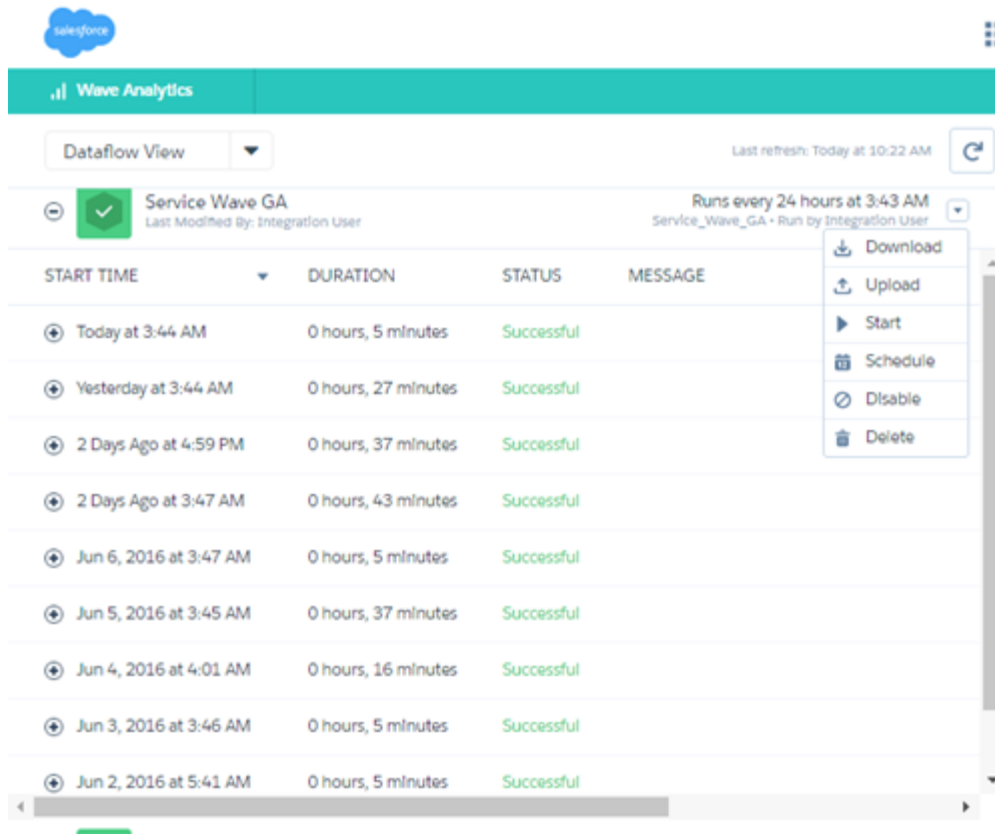 salesforce
Wave Analytics
Dataflow View
Last refresh: Today at 10:22 AM
Service Wave GA
Runs every 24 hours at 3:43 AM
Last Modified By: Integration User
Service_Wave_GA • Run by Integration User
Download
START TIME DURATION STATUS MESSAGE
Upload
Today at 3:44 AM 0 hours, 5 minutes Successful
Start
Schedule
Yesterday at 3:44 AM 0 hours, 27 minutes Successful
Disable
2 Days Ago at 4:59 PM 0 hours, 37 minutes Successful
Delete
2 Days Ago at 3:47 AM 0 hours, 43 minutes Successful
Jun 6, 2016 at 3:47 AM 0 hours, 5 minutes Successful
Jun 5, 2016 at 3:45 AM 0 hours, 37 minutes Successful
Jun 4, 2016 at 4:01 AM 0 hours, 16 minutes Successful
Jun 3, 2016 at 3:46 AM 0 hours, 5 minutes Successful
Jun 2, 2016 at 5:41 AM 0 hours, 5 minutes Successful